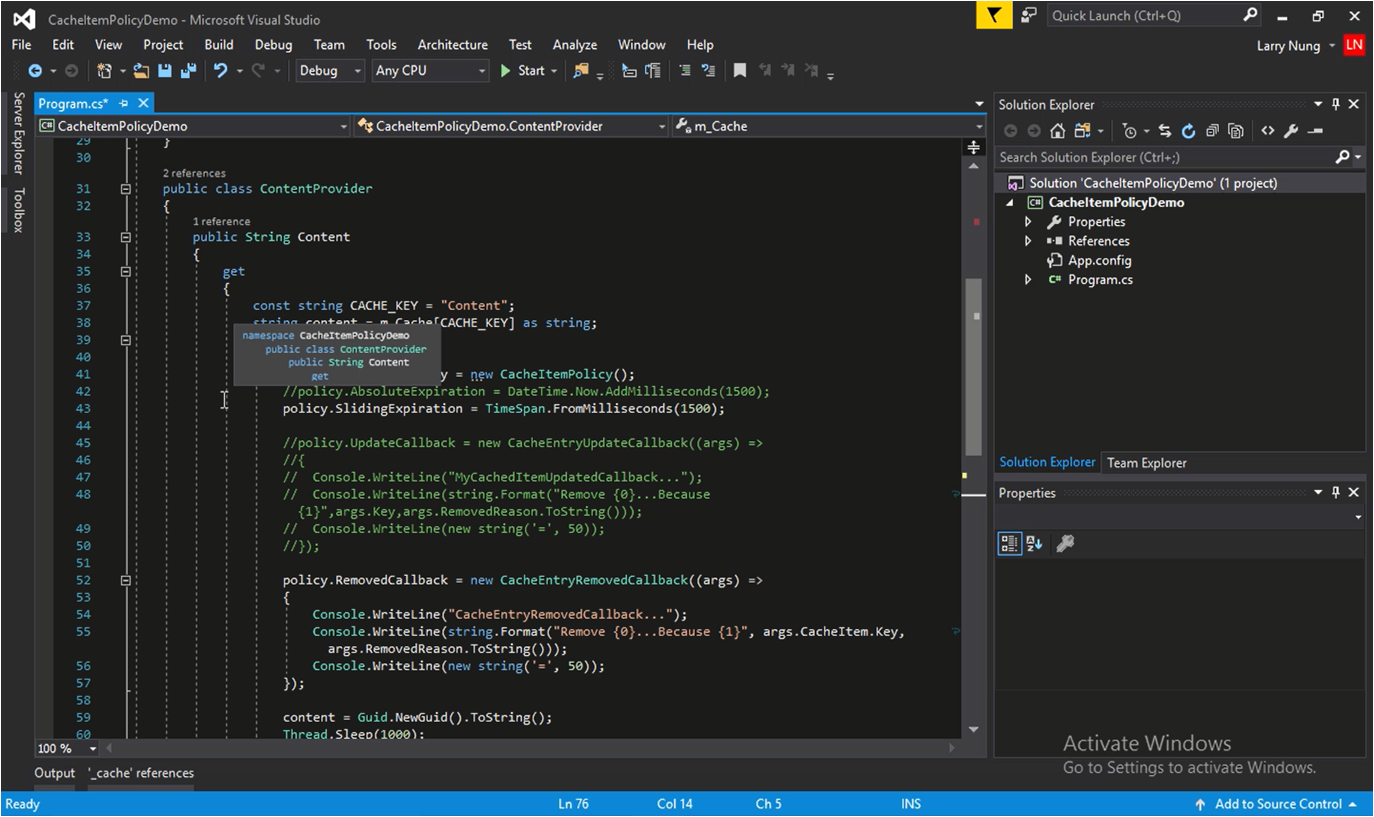 CacheItemPolicyDemo - Microsoft Visual Studio
Quick Launch (Ctrl+Q)
File Edit View Project Build Debug Team Tools Architecture Test Analyze Window Help
Larry Nung LN
Debug Any CPU Start
Server Explorer
Toolbox
Program.cs*
CacheItemPolicyDemo CacheItemPolicyDemo.ContentProvider m_Cache
29 }
30
2 references
31 public class ContentProvider
32 {
1 reference
33 public String Content
34 {
35 get
36 {
37 const string CACHE_KEY = "Content";
38 string content = m_Cache[CACHE_KEY] as string;
39
40
41 y = new CacheItemPolicy();
namespace CacheItemPolicyDemo
public class ContentProvider
public String Content
get
42 //policy.AbsoluteExpiration = DateTime.Now.AddMilliseconds(1500);
43 policy.SlidingExpiration = TimeSpan.FromMilliseconds(1500);
44
45 //policy.UpdateCallback = new CacheEntryUpdateCallback((args) =>
46 //{
47 // Console.WriteLine("MyCachedItemUpdatedCallback...");
48 // Console.WriteLine(string.Format("Remove {0}...Because
{1}",args.Key,args.RemovedReason.ToString()));
49 // Console.WriteLine(new string('=', 50));
50 //});
51
52 policy.RemovedCallback = new CacheEntryRemovedCallback((args) =>
53 {
54 Console.WriteLine("CacheEntryRemovedCallback...");
55 Console.WriteLine(string.Format("Remove {0}...Because {1}", args.CacheItem.Key,
args.RemovedReason.ToString()));
56 Console.WriteLine(new string('=', 50));
57 });
58
59 content = Guid.NewGuid().ToString();
60 Thread.Sleep(1000);
100 %
Output '_cache' references
Solution Explorer
Search Solution Explorer (Ctrl+;)
Solution 'CacheItemPolicyDemo' (1 project)
CacheItemPolicyDemo
Properties
References
App.config
Program.cs
Solution Explorer Team Explorer
Properties
Activate Windows
Go to Settings to activate Windows.
Ready Ln 76 Col 14 Ch 5 INS Add to Source Control